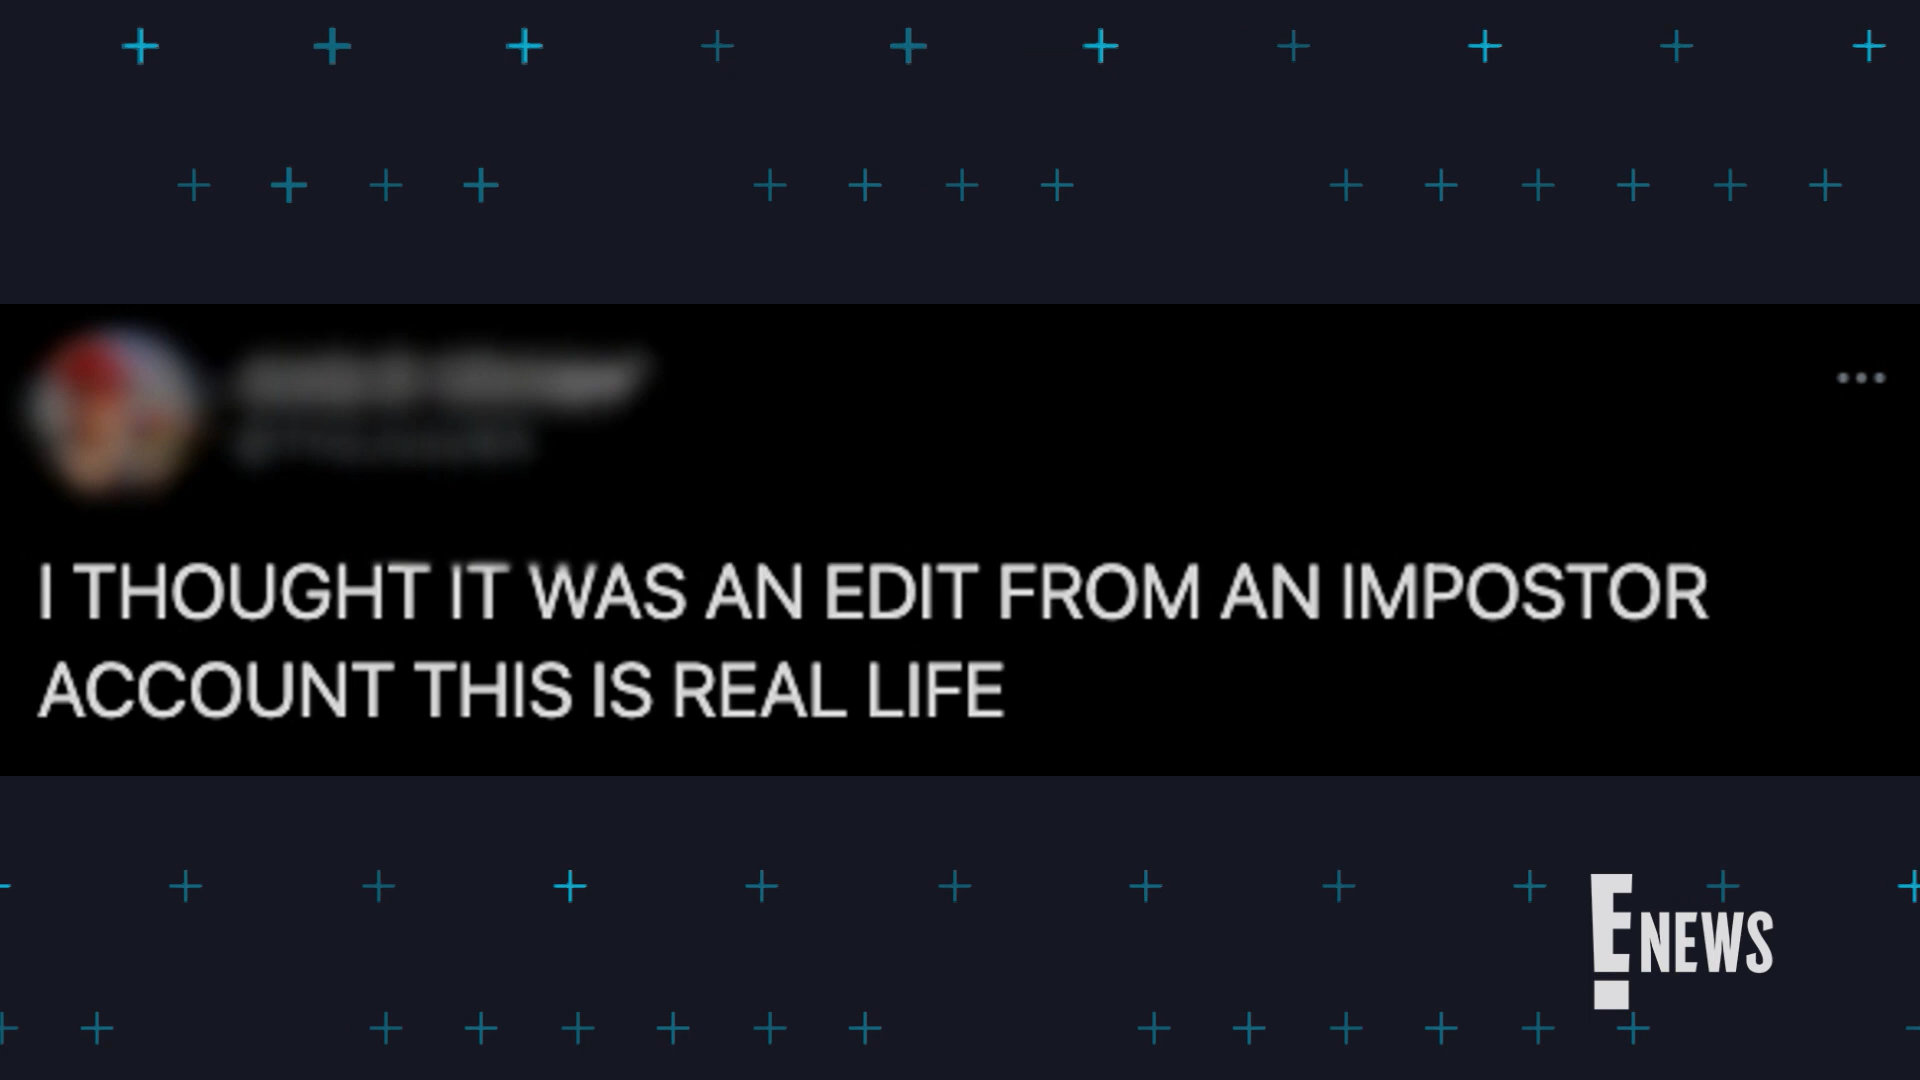 I THOUGHT IT WAS AN EDIT FROM AN IMPOSTOR
ACCOUNT THIS IS REAL LIFE
E NEWS